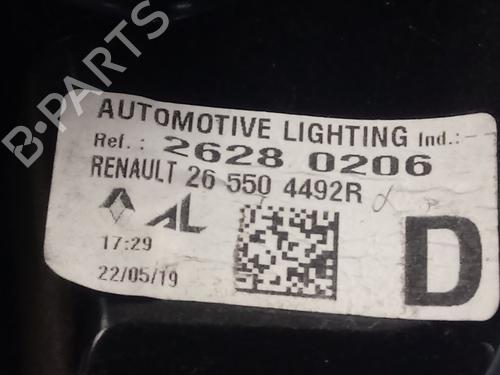 B-PARTS
AUTOMOTIVE LIGHTING Ind.:-
Ref.: 2628 0206
RENAULT 26 550 4492R
AL
17:29
22/05/19
D